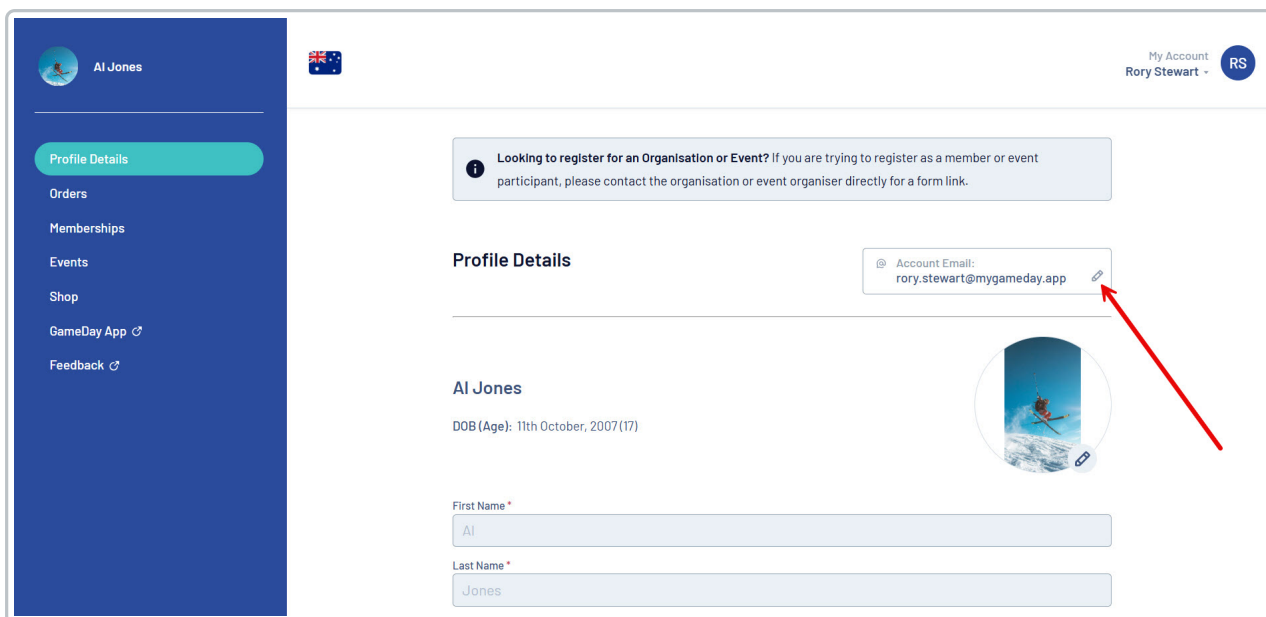 Al Jones
My Account
Rory Stewart
RS
Profile Details
Orders
Memberships
Events
Shop
GameDay App
Feedback
Looking to register for an Organisation or Event? If you are trying to register as a member or event
participant, please contact the organisation or event organiser directly for a form link.
Profile Details
@ Account Email:
rory.stewart@mygameday.app
Al Jones
DOB (Age): 11th October, 2007 (17)
First Name *
Al
Last Name *
Jones